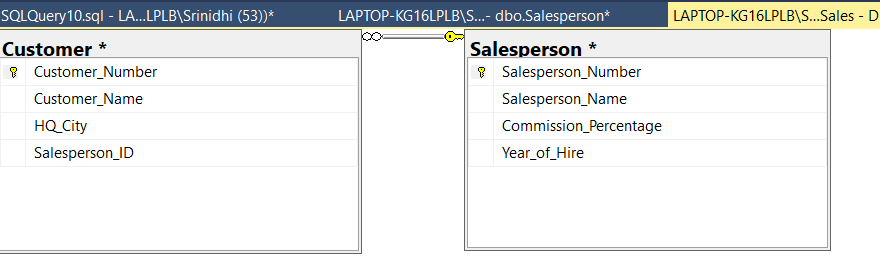 SQLQuery10.sql - LA...LPLB\Srinidhi (53))*
LAPTOP-KG16LPLB\S...- dbo.Salesperson*
LAPTOP-KG16LPLB\S...Sales - D
Customer *
Customer_Number
Customer_Name
HQ_City
Salesperson_ID
Salesperson *
Salesperson_Number
Salesperson_Name
Commission_Percentage
Year_of_Hire